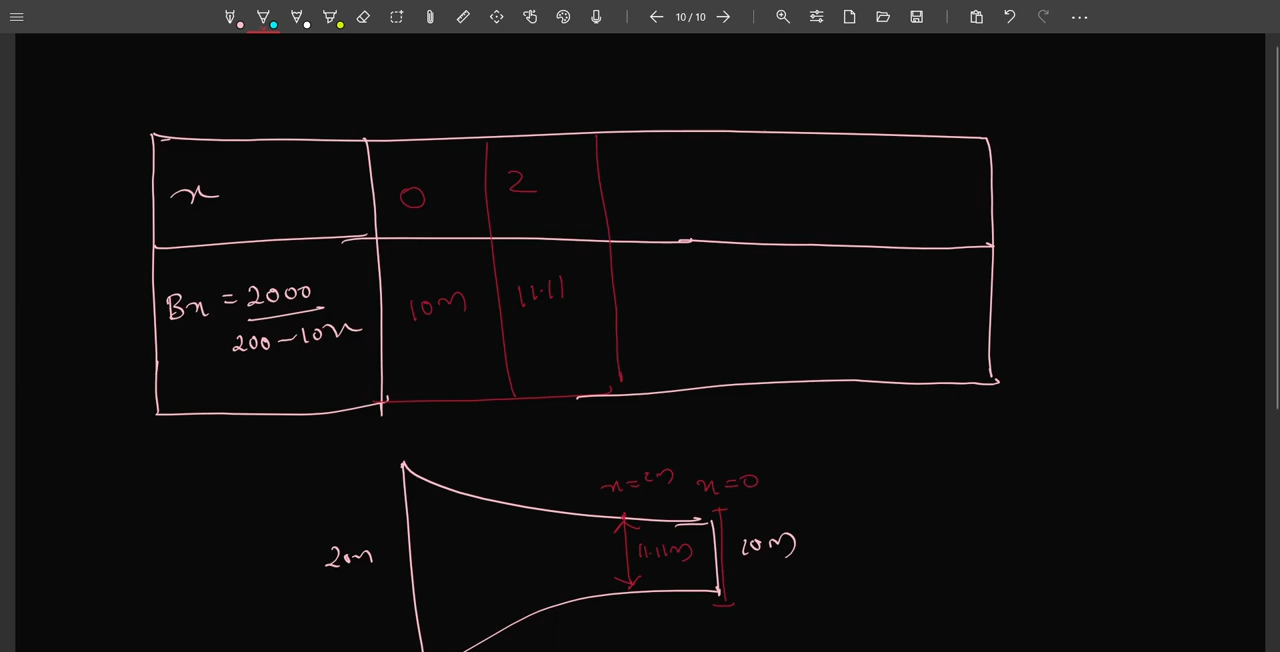 10 / 10
x 0 2
Bx = 2000 / 200 - 10x 10m 11.11
x = 2m x = 0
20m 11.11m 10m